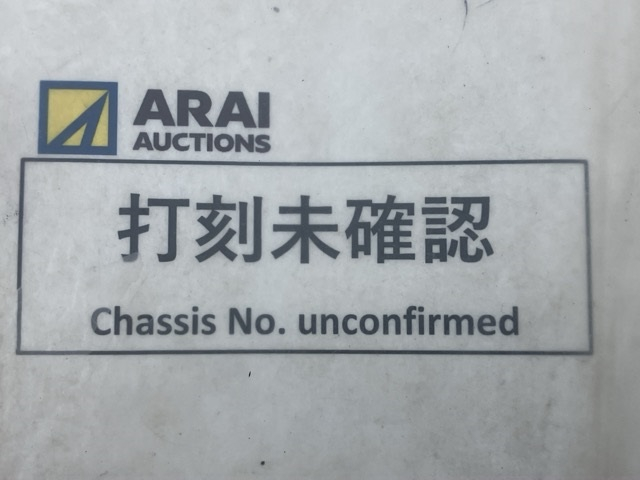 ARAI
AUCTIONS
打刻未確認
Chassis No. unconfirmed